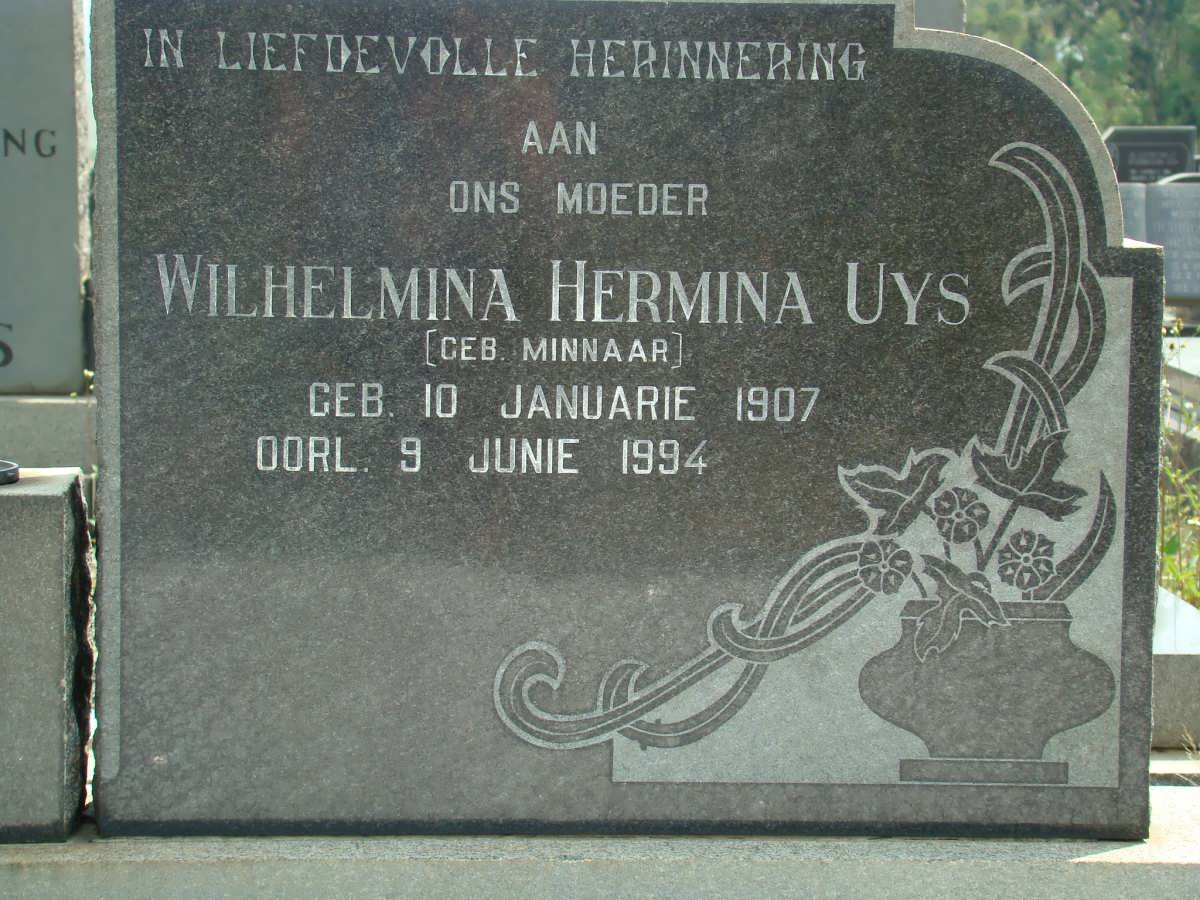 IN LIEFDEVOLLE HERINNERING
AAN
ONS MOEDER
WILHELMINA HERMINA UYS
[GEB. MINNAAR]
GEB. 10 JANUARIE 1907
OORL. 9 JUNIE 1994
NG
S